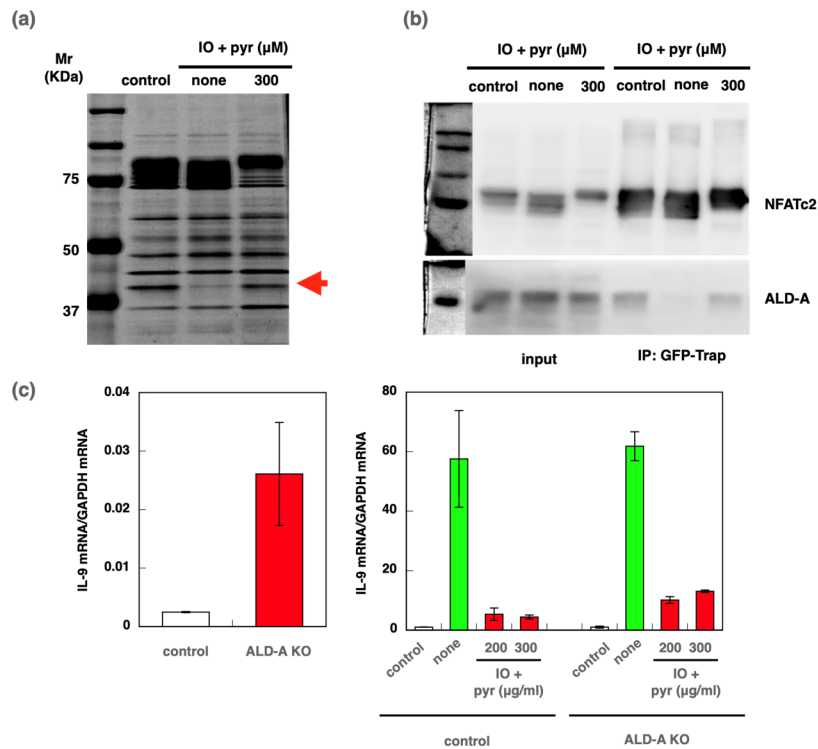 (a)
IO + pyr (µM)
Mr
(KDa)
control none 300
75
50
37
(b)
IO + pyr (µM) IO + pyr (µM)
control none 300 control none 300
NFATc2
ALD-A
input IP: GFP-Trap
(c)
IL-9 mRNA/GAPDH mRNA
0.04
0.03
0.02
0.01
0
control ALD-A KO
IL-9 mRNA/GAPDH mRNA
80
60
40
20
0
control none 200 300 control none 200 300
IO + IO +
pyr (µg/ml) pyr (µg/ml)
control ALD-A KO